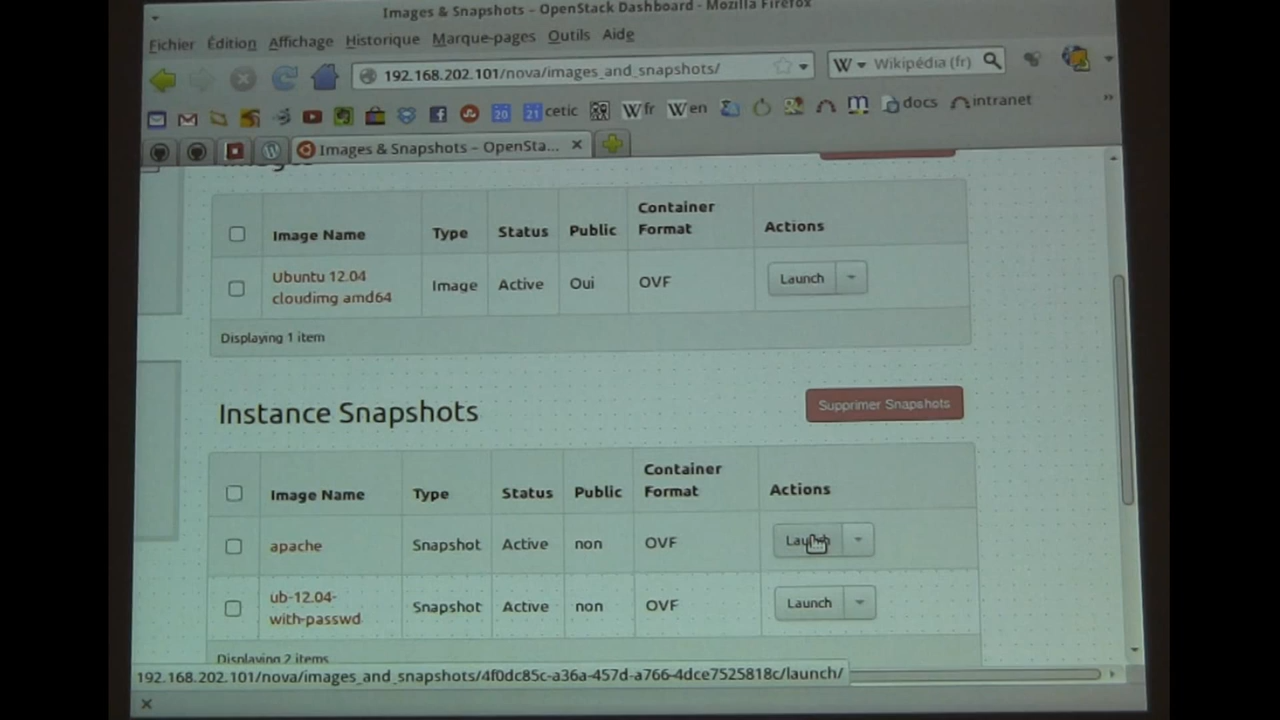 Images & Snapshots - OpenStack Dashboard - Mozilla Firefox
Fichier Édition Affichage Historique Marque-pages Outils Aide
192.168.202.101/nova/images_and_snapshots/
W Wikipédia (fr)
20 21 cetic W fr W en docs intranet
Images & Snapshots – OpenSta...
Images
Image Name Type Status Public Container Format Actions
Ubuntu 12.04 cloudimg amd64 Image Active Oui OVF Launch
Displaying 1 item
Instance Snapshots
Supprimer Snapshots
Image Name Type Status Public Container Format Actions
apache Snapshot Active non OVF Launch
ub-12.04-with-passwd Snapshot Active non OVF Launch
Displaying 2 items
192.168.202.101/nova/images_and_snapshots/4f0dc85c-a36a-457d-a766-4dce7525818c/launch/